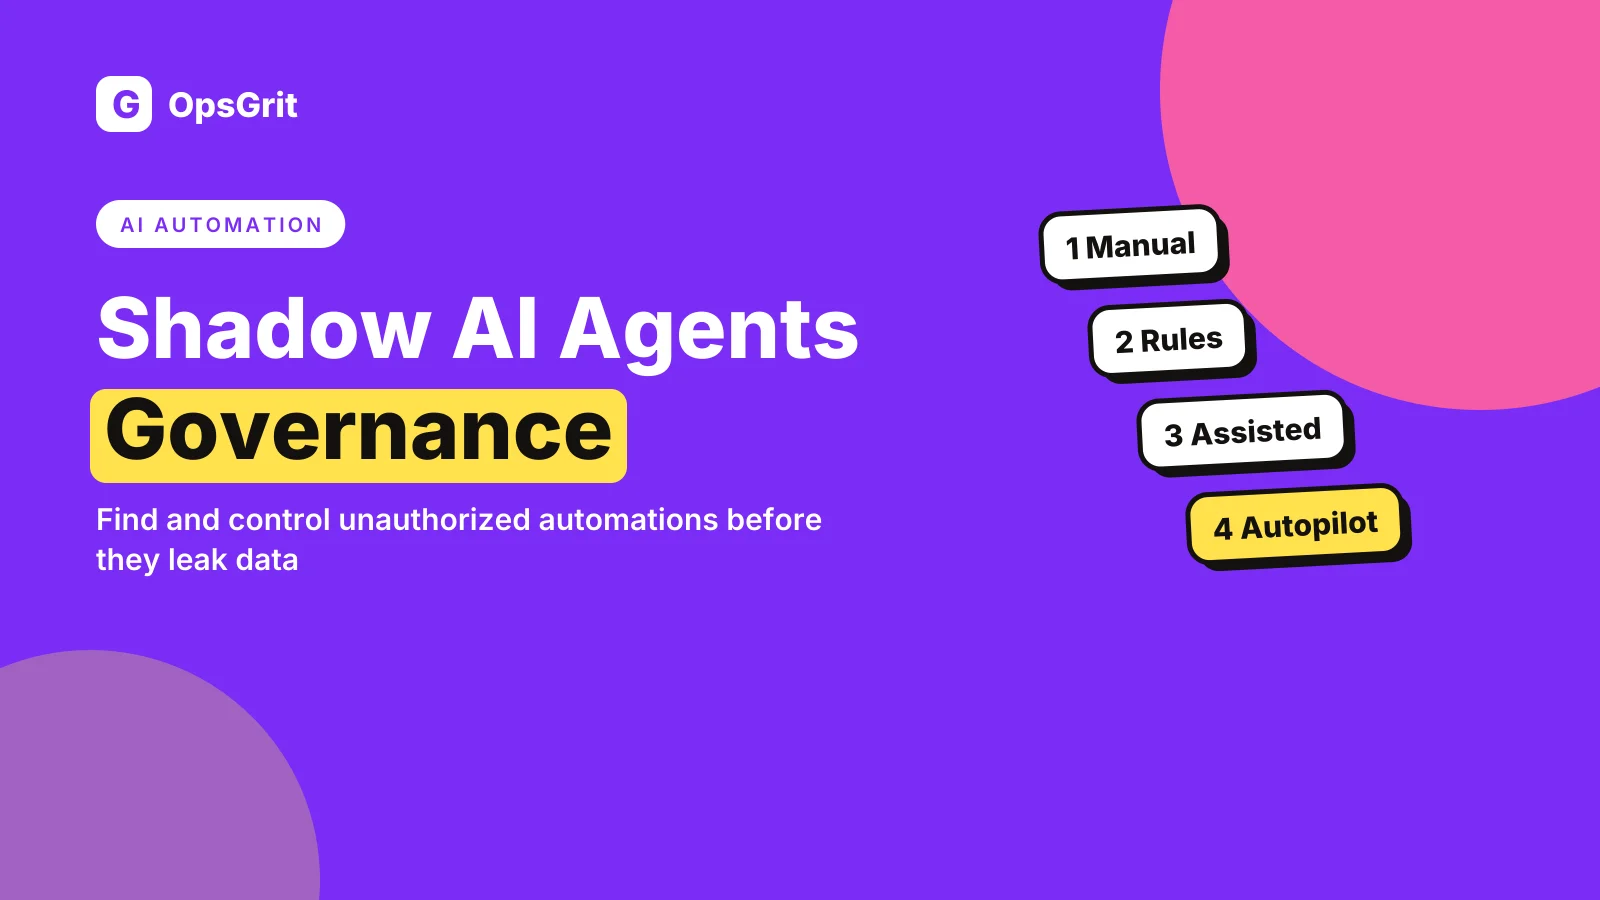 G OpsGrit
AI AUTOMATION
Shadow AI Agents
Governance
Find and control unauthorized automations before
they leak data
1 Manual
2 Rules
3 Assisted
4 Autopilot